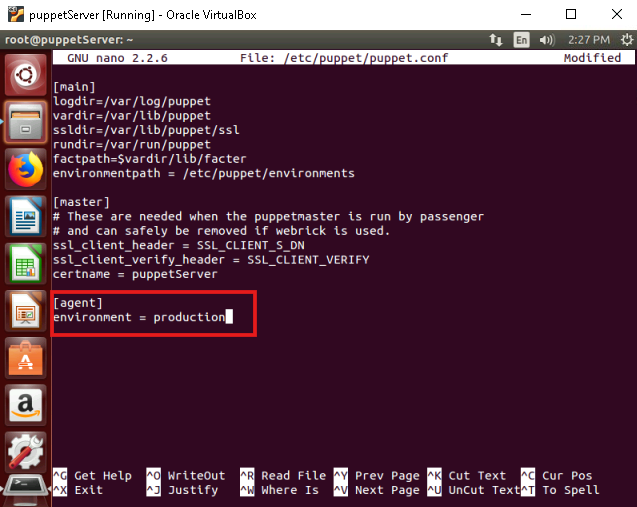 puppetServer [Running] - Oracle VirtualBox
root@puppetServer: ~
En
2:27 PM
GNU nano 2.2.6 File: /etc/puppet/puppet.conf Modified
[main]
logdir=/var/log/puppet
vardir=/var/lib/puppet
ssldir=/var/lib/puppet/ssl
rundir=/var/run/puppet
factpath=$vardir/lib/facter
environmentpath = /etc/puppet/environments
[master]
# These are needed when the puppetmaster is run by passenger
# and can safely be removed if webrick is used.
ssl_client_header = SSL_CLIENT_S_DN
ssl_client_verify_header = SSL_CLIENT_VERIFY
certname = puppetServer
[agent]
environment = production
^G Get Help ^O WriteOut ^R Read File ^Y Prev Page ^K Cut Text ^C Cur Pos
^X Exit ^J Justify ^W Where Is ^V Next Page ^U UnCut Text ^T To Spell